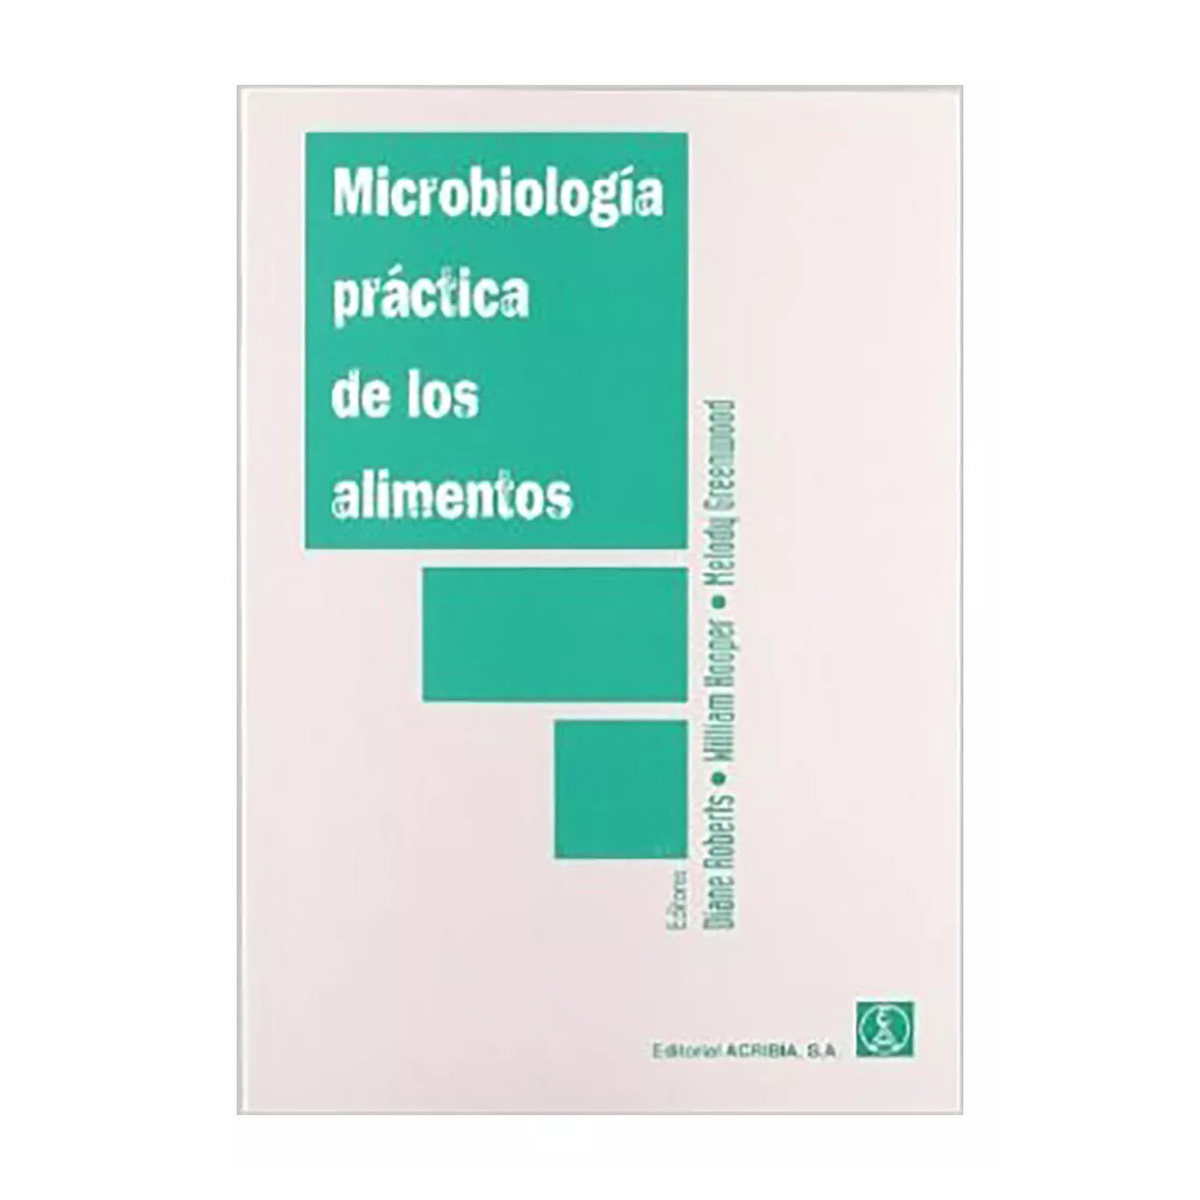 Microbiología
práctica
de los
alimentos
Editores
Diane Roberts • William Hooper • Melody Greenwood
Editorial ACRIBIA, S.A.